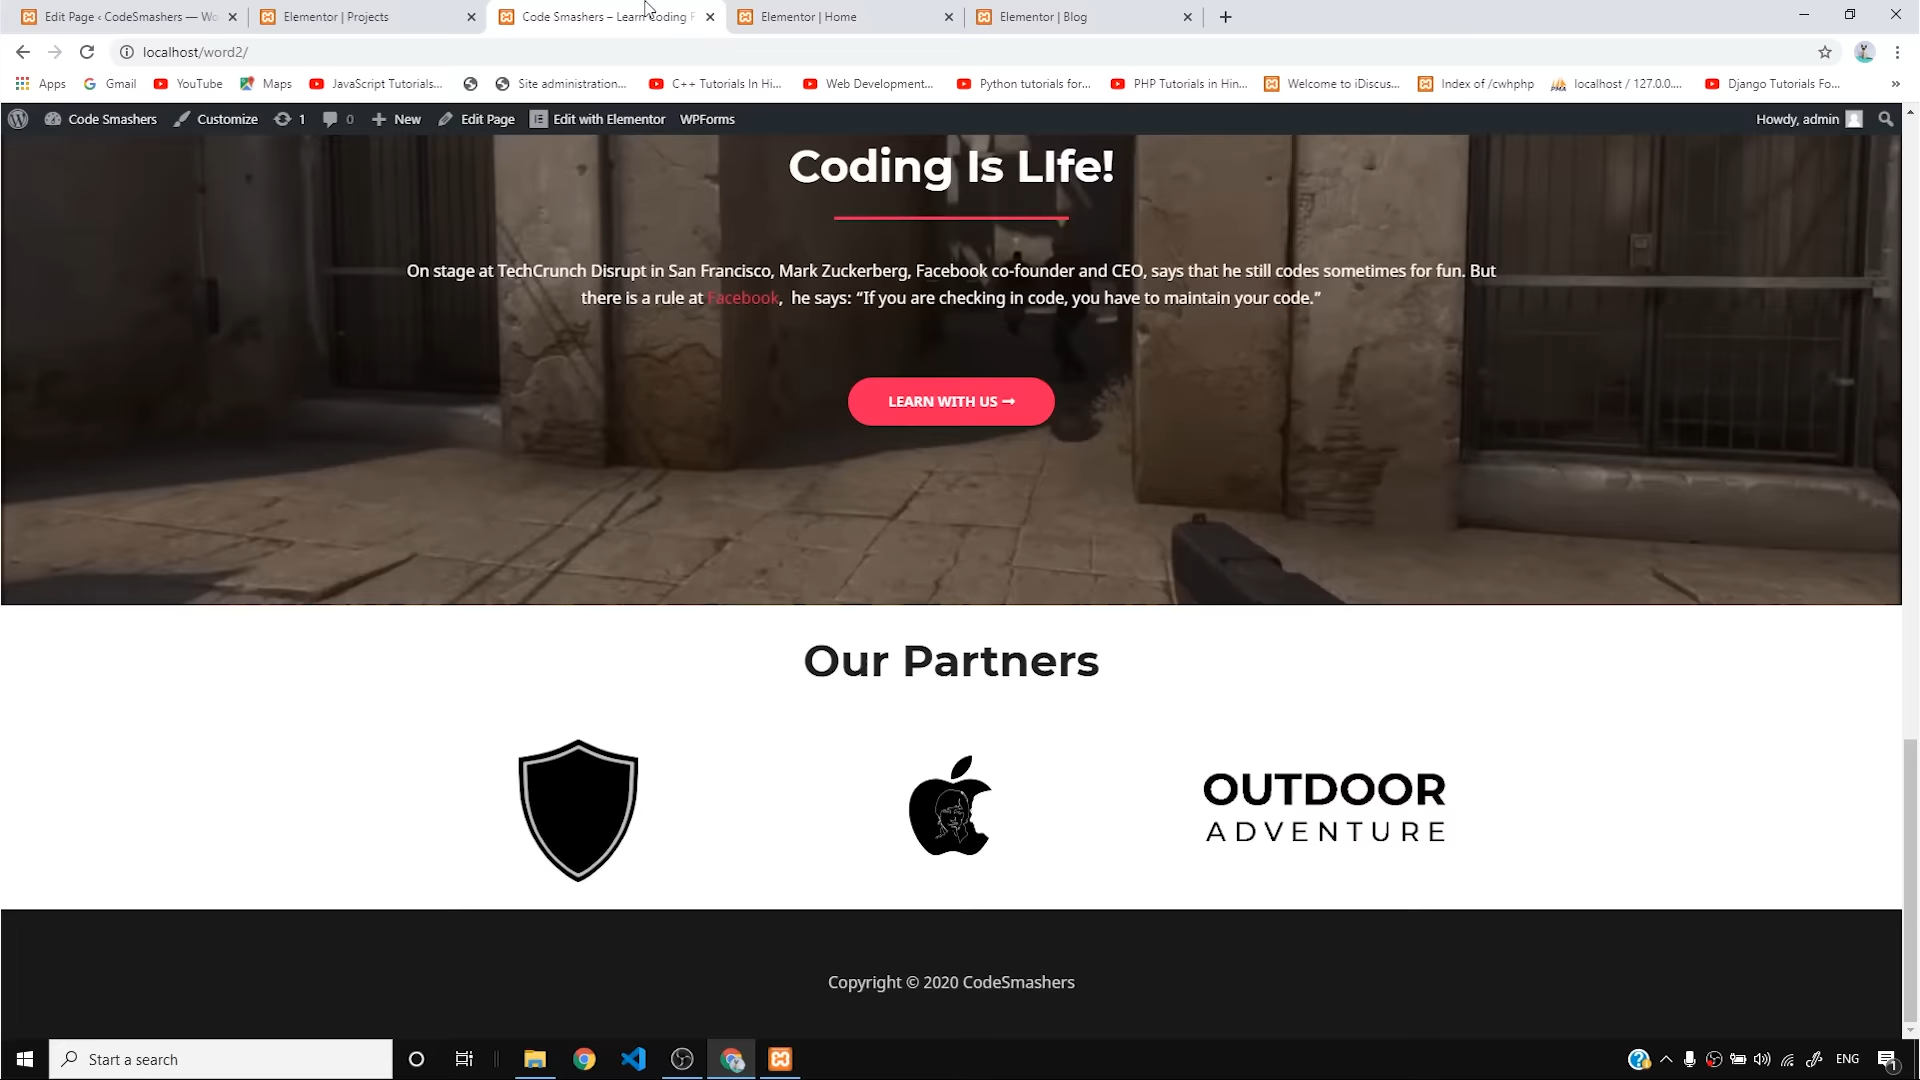 Edit Page ‹ CodeSmashers — Wo
Elementor | Projects
Code Smashers – Learn Coding F
Elementor | Home
Elementor | Blog
localhost/word2/
Apps
Gmail
YouTube
Maps
JavaScript Tutorials...
Site administration...
C++ Tutorials In Hi...
Web Development...
Python tutorials for...
PHP Tutorials in Hin...
Welcome to iDiscus...
Index of /cwhphp
localhost / 127.0.0....
Django Tutorials Fo...
»
Code Smashers
Customize
1
0
New
Edit Page
Edit with Elementor
WPForms
Howdy, admin
Coding Is LIfe!
On stage at TechCrunch Disrupt in San Francisco, Mark Zuckerberg, Facebook co-founder and CEO, says that he still codes sometimes for fun. But
there is a rule at Facebook, he says: “If you are checking in code, you have to maintain your code.”
LEARN WITH US →
Our Partners
OUTDOOR
ADVENTURE
Copyright © 2020 CodeSmashers
Start a search
ENG
1